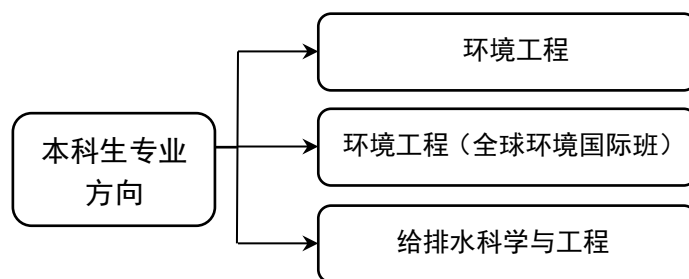 环境工程
本科生专业
方向
环境工程（全球环境国际班）
给排水科学与工程